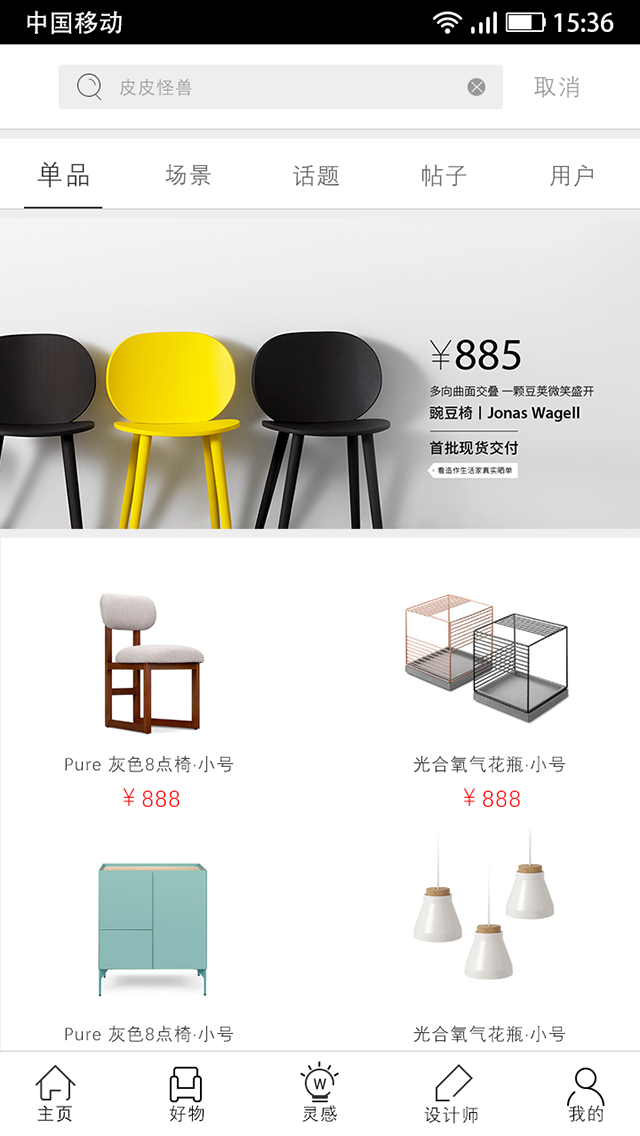 中国移动 15:36
皮皮怪兽 取消
单品 场景 话题 帖子 用户
¥885
多向曲面交叠 一颗豆荚微笑盛开
豌豆椅 | Jonas Wagell
首批现货交付
看造作生活家真实晒单
Pure 灰色8点椅·小号 光合氧气花瓶·小号
¥ 888 ¥ 888
Pure 灰色8点椅·小号 光合氧气花瓶·小号
W
主页 好物 灵感 设计师 我的